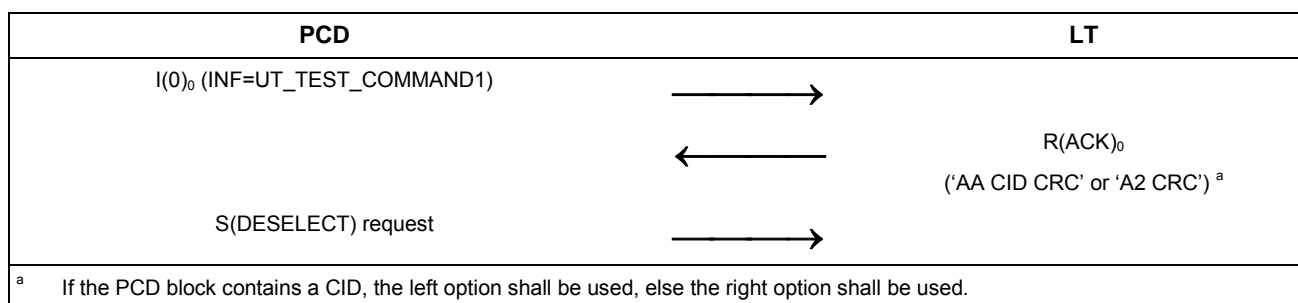 PCD LT
I(0)₀ (INF=UT_TEST_COMMAND1)
R(ACK)₀
(‘AA CID CRC’ or ‘A2 CRC’) ᵃ
S(DESELECT) request
ᵃ If the PCD block contains a CID, the left option shall be used, else the right option shall be used.